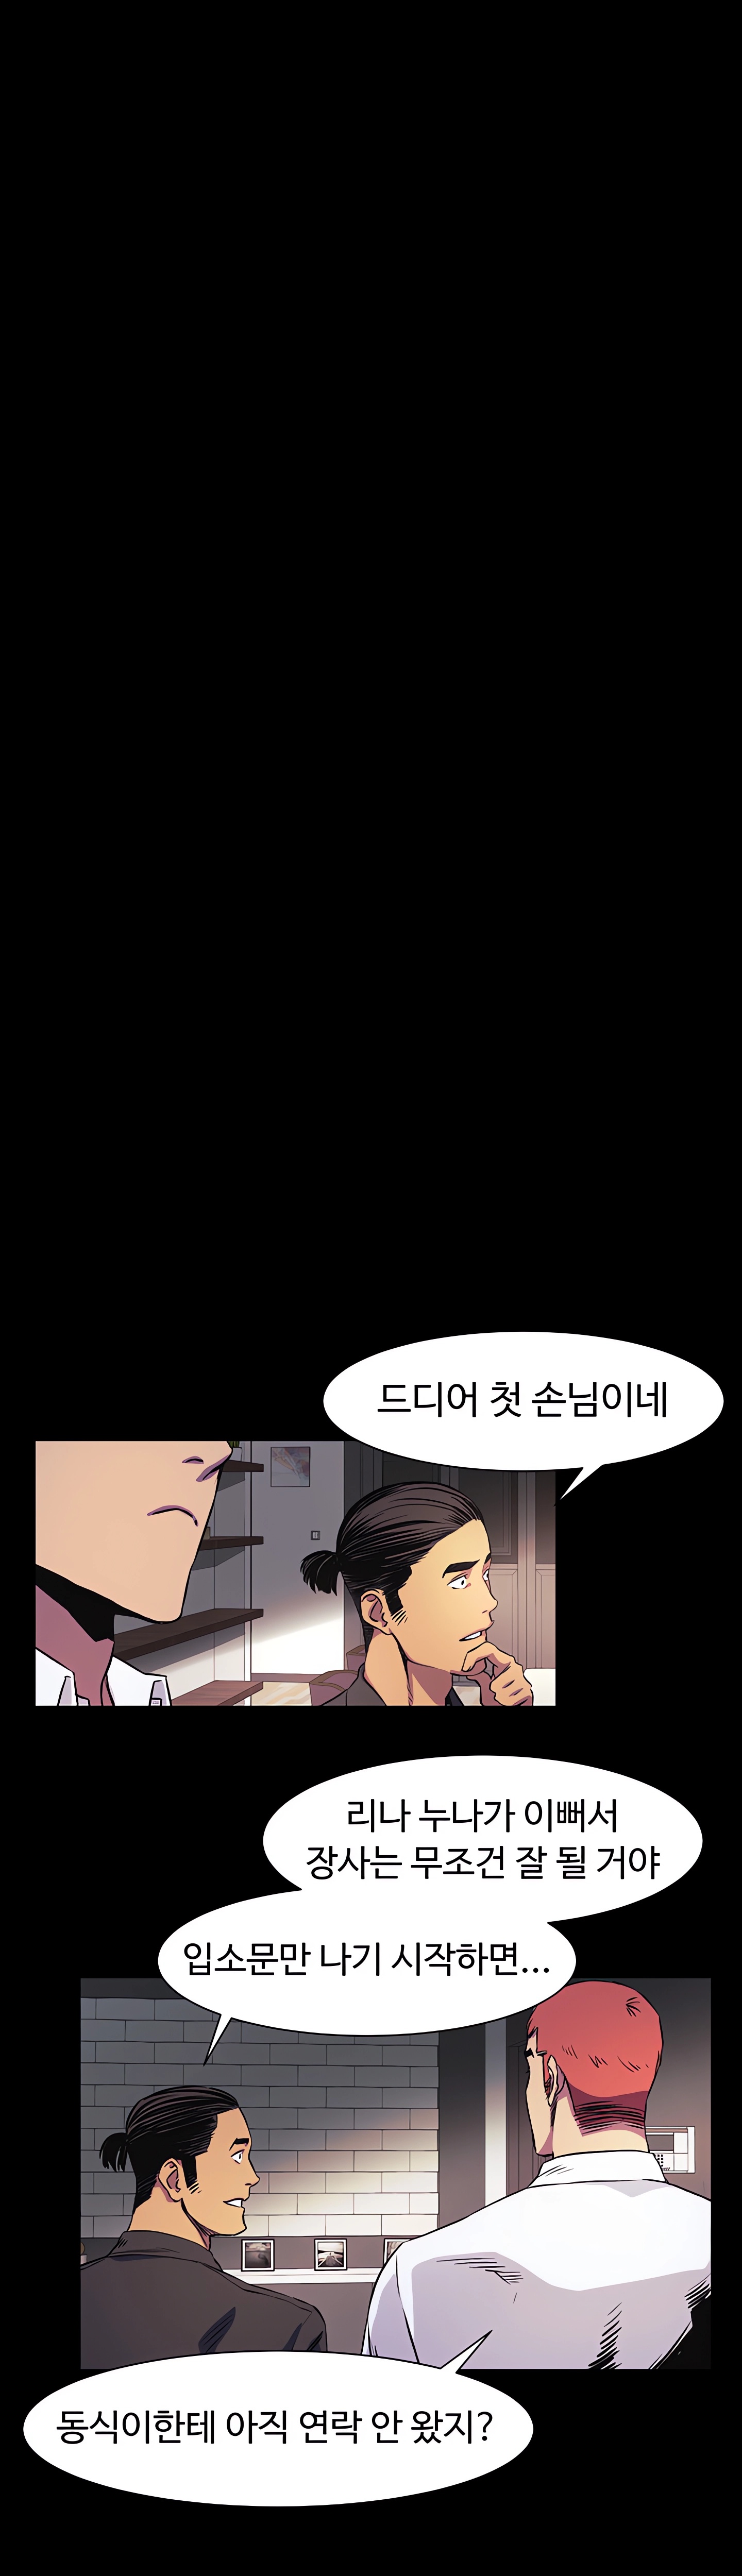 드디어 첫 손님이네
리나 누나가 이뻐서
장사는 무조건 잘 될 거야
입소문만 나기 시작하면...
동식이한테 아직 연락 안 왔지?